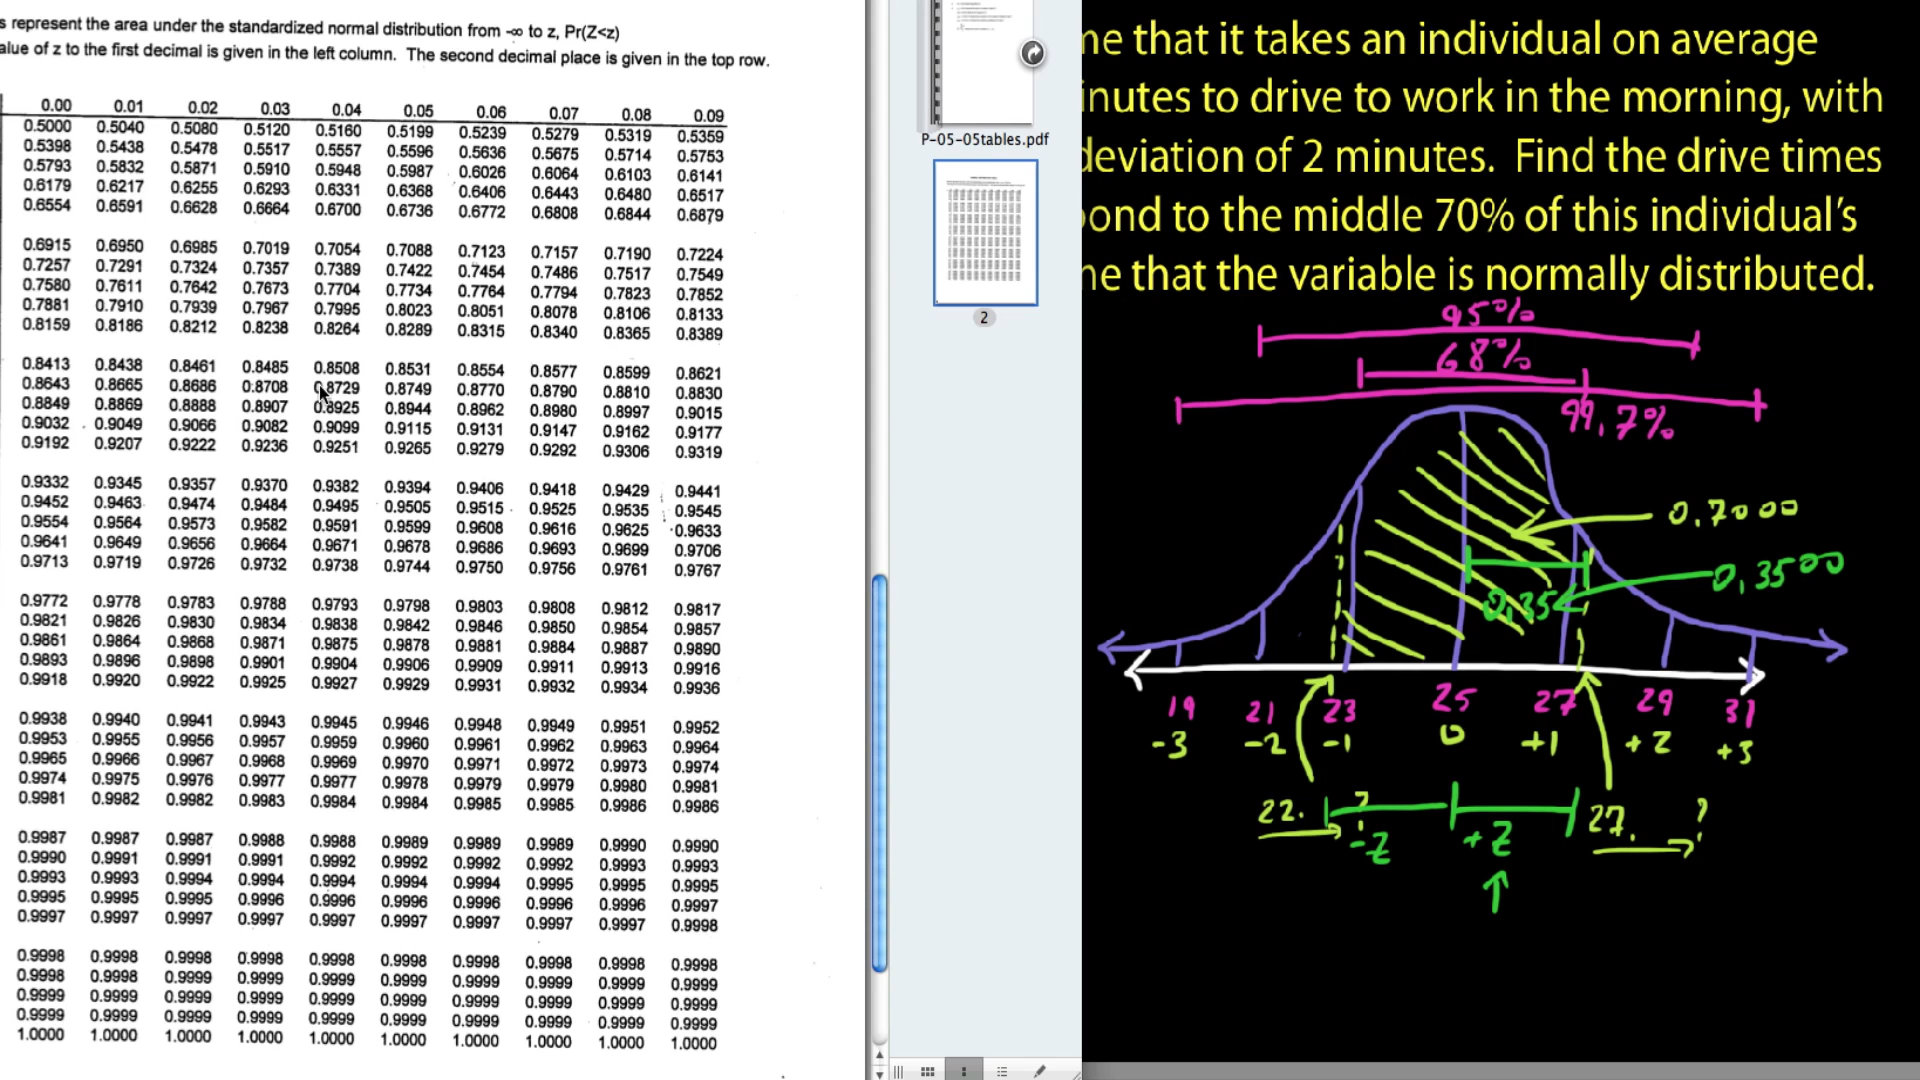 s represent the area under the standardized normal distribution from -∞ to z, Pr(Z<z)
alue of z to the first decimal is given in the left column. The second decimal place is given in the top row.
0.00 0.01 0.02 0.03 0.04 0.05 0.06 0.07 0.08 0.09
0.5000 0.5040 0.5080 0.5120 0.5160 0.5199 0.5239 0.5279 0.5319 0.5359
0.5398 0.5438 0.5478 0.5517 0.5557 0.5596 0.5636 0.5675 0.5714 0.5753
0.5793 0.5832 0.5871 0.5910 0.5948 0.5987 0.6026 0.6064 0.6103 0.6141
0.6179 0.6217 0.6255 0.6293 0.6331 0.6368 0.6406 0.6443 0.6480 0.6517
0.6554 0.6591 0.6628 0.6664 0.6700 0.6736 0.6772 0.6808 0.6844 0.6879
0.6915 0.6950 0.6985 0.7019 0.7054 0.7088 0.7123 0.7157 0.7190 0.7224
0.7257 0.7291 0.7324 0.7357 0.7389 0.7422 0.7454 0.7486 0.7517 0.7549
0.7580 0.7611 0.7642 0.7673 0.7704 0.7734 0.7764 0.7794 0.7823 0.7852
0.7881 0.7910 0.7939 0.7967 0.7995 0.8023 0.8051 0.8078 0.8106 0.8133
0.8159 0.8186 0.8212 0.8238 0.8264 0.8289 0.8315 0.8340 0.8365 0.8389
0.8413 0.8438 0.8461 0.8485 0.8508 0.8531 0.8554 0.8577 0.8599 0.8621
0.8643 0.8665 0.8686 0.8708 0.8729 0.8749 0.8770 0.8790 0.8810 0.8830
0.8849 0.8869 0.8888 0.8907 0.8925 0.8944 0.8962 0.8980 0.8997 0.9015
0.9032 0.9049 0.9066 0.9082 0.9099 0.9115 0.9131 0.9147 0.9162 0.9177
0.9192 0.9207 0.9222 0.9236 0.9251 0.9265 0.9279 0.9292 0.9306 0.9319
0.9332 0.9345 0.9357 0.9370 0.9382 0.9394 0.9406 0.9418 0.9429 0.9441
0.9452 0.9463 0.9474 0.9484 0.9495 0.9505 0.9515 0.9525 0.9535 0.9545
0.9554 0.9564 0.9573 0.9582 0.9591 0.9599 0.9608 0.9616 0.9625 0.9633
0.9641 0.9649 0.9656 0.9664 0.9671 0.9678 0.9686 0.9693 0.9699 0.9706
0.9713 0.9719 0.9726 0.9732 0.9738 0.9744 0.9750 0.9756 0.9761 0.9767
0.9772 0.9778 0.9783 0.9788 0.9793 0.9798 0.9803 0.9808 0.9812 0.9817
0.9821 0.9826 0.9830 0.9834 0.9838 0.9842 0.9846 0.9850 0.9854 0.9857
0.9861 0.9864 0.9868 0.9871 0.9875 0.9878 0.9881 0.9884 0.9887 0.9890
0.9893 0.9896 0.9898 0.9901 0.9904 0.9906 0.9909 0.9911 0.9913 0.9916
0.9918 0.9920 0.9922 0.9925 0.9927 0.9929 0.9931 0.9932 0.9934 0.9936
0.9938 0.9940 0.9941 0.9943 0.9945 0.9946 0.9948 0.9949 0.9951 0.9952
0.9953 0.9955 0.9956 0.9957 0.9959 0.9960 0.9961 0.9962 0.9963 0.9964
0.9965 0.9966 0.9967 0.9968 0.9969 0.9970 0.9971 0.9972 0.9973 0.9974
0.9974 0.9975 0.9976 0.9977 0.9977 0.9978 0.9979 0.9979 0.9980 0.9981
0.9981 0.9982 0.9982 0.9983 0.9984 0.9984 0.9985 0.9985 0.9986 0.9986
0.9987 0.9987 0.9987 0.9988 0.9988 0.9989 0.9989 0.9989 0.9990 0.9990
0.9990 0.9991 0.9991 0.9991 0.9992 0.9992 0.9992 0.9992 0.9993 0.9993
0.9993 0.9993 0.9994 0.9994 0.9994 0.9994 0.9994 0.9995 0.9995 0.9995
0.9995 0.9995 0.9995 0.9996 0.9996 0.9996 0.9996 0.9996 0.9996 0.9997
0.9997 0.9997 0.9997 0.9997 0.9997 0.9997 0.9997 0.9997 0.9997 0.9998
0.9998 0.9998 0.9998 0.9998 0.9998 0.9998 0.9998 0.9998 0.9998 0.9998
0.9998 0.9998 0.9999 0.9999 0.9999 0.9999 0.9999 0.9999 0.9999 0.9999
0.9999 0.9999 0.9999 0.9999 0.9999 0.9999 0.9999 0.9999 0.9999 0.9999
0.9999 0.9999 0.9999 0.9999 0.9999 0.9999 0.9999 0.9999 0.9999 0.9999
1.0000 1.0000 1.0000 1.0000 1.0000 1.0000 1.0000 1.0000 1.0000 1.0000
P-05-05tables.pdf
2
me that it takes an individual on average
inutes to drive to work in the morning, with
deviation of 2 minutes. Find the drive times
pond to the middle 70% of this individual's
me that the variable is normally distributed.
95%
68%
99.7%
0.7000
0.3500
0.35
19 21 23 25 27 29 31
-3 -2 -1 0 +1 +2 +3
22. ? 27. ?
-Z +Z